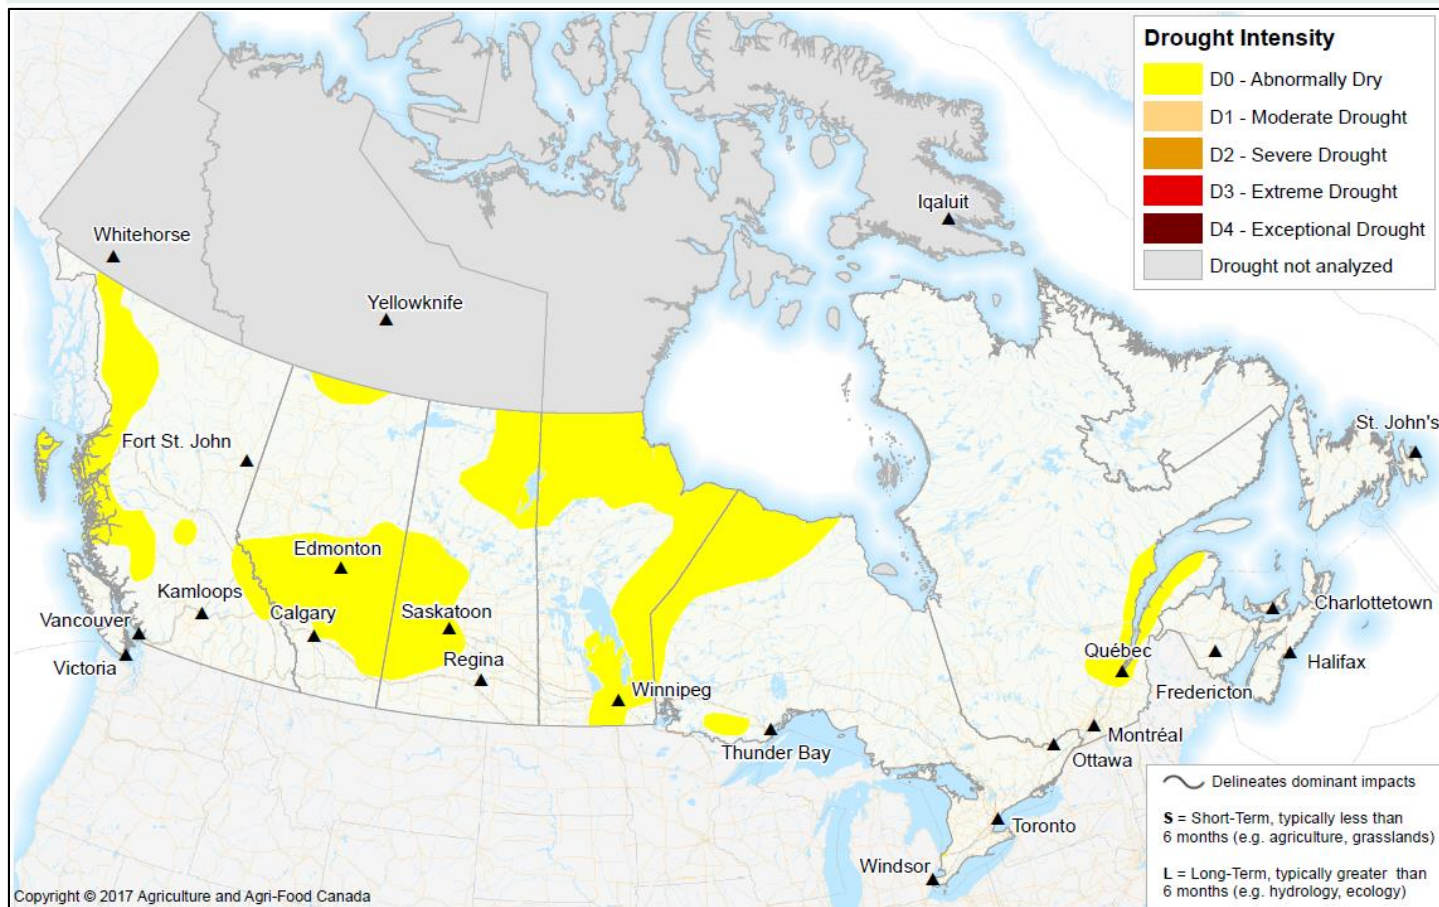 Drought Intensity
D0 - Abnormally Dry
D1 - Moderate Drought
D2 - Severe Drought
D3 - Extreme Drought
D4 - Exceptional Drought
Drought not analyzed
Iqaluit
Whitehorse
Yellowknife
St. John's
Fort St. John
Edmonton
Kamloops
Calgary
Saskatoon
Vancouver
Charlottetown
Victoria
Regina
Québec
Halifax
Winnipeg
Fredericton
Thunder Bay
Montréal
Ottawa
Toronto
Windsor
Delineates dominant impacts
S = Short-Term, typically less than
6 months (e.g. agriculture, grasslands)
L = Long-Term, typically greater than
6 months (e.g. hydrology, ecology)
Copyright © 2017 Agriculture and Agri-Food Canada